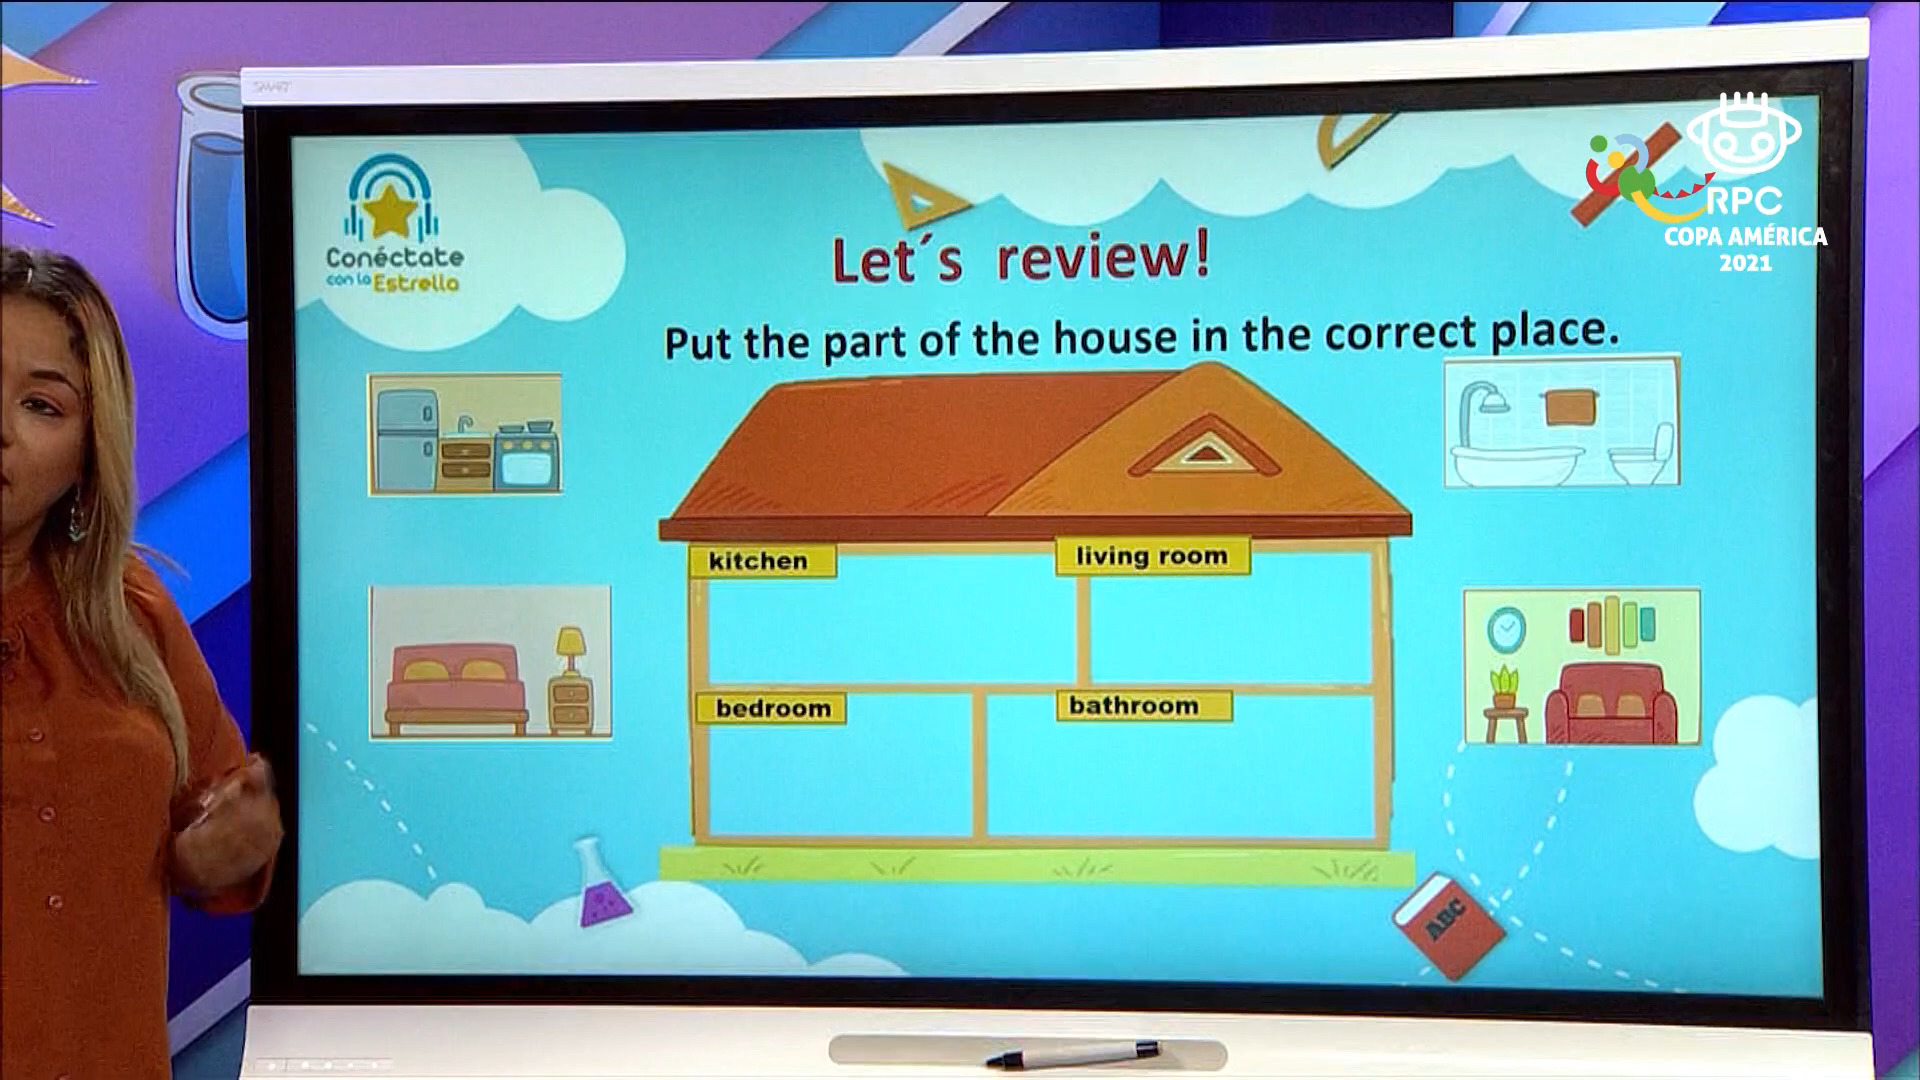 SMART
Conéctate
con la Estrella
Let´s review!
Put the part of the house in the correct place.
kitchen
living room
bedroom
bathroom
ABC
RPC
COPA AMÉRICA
2021